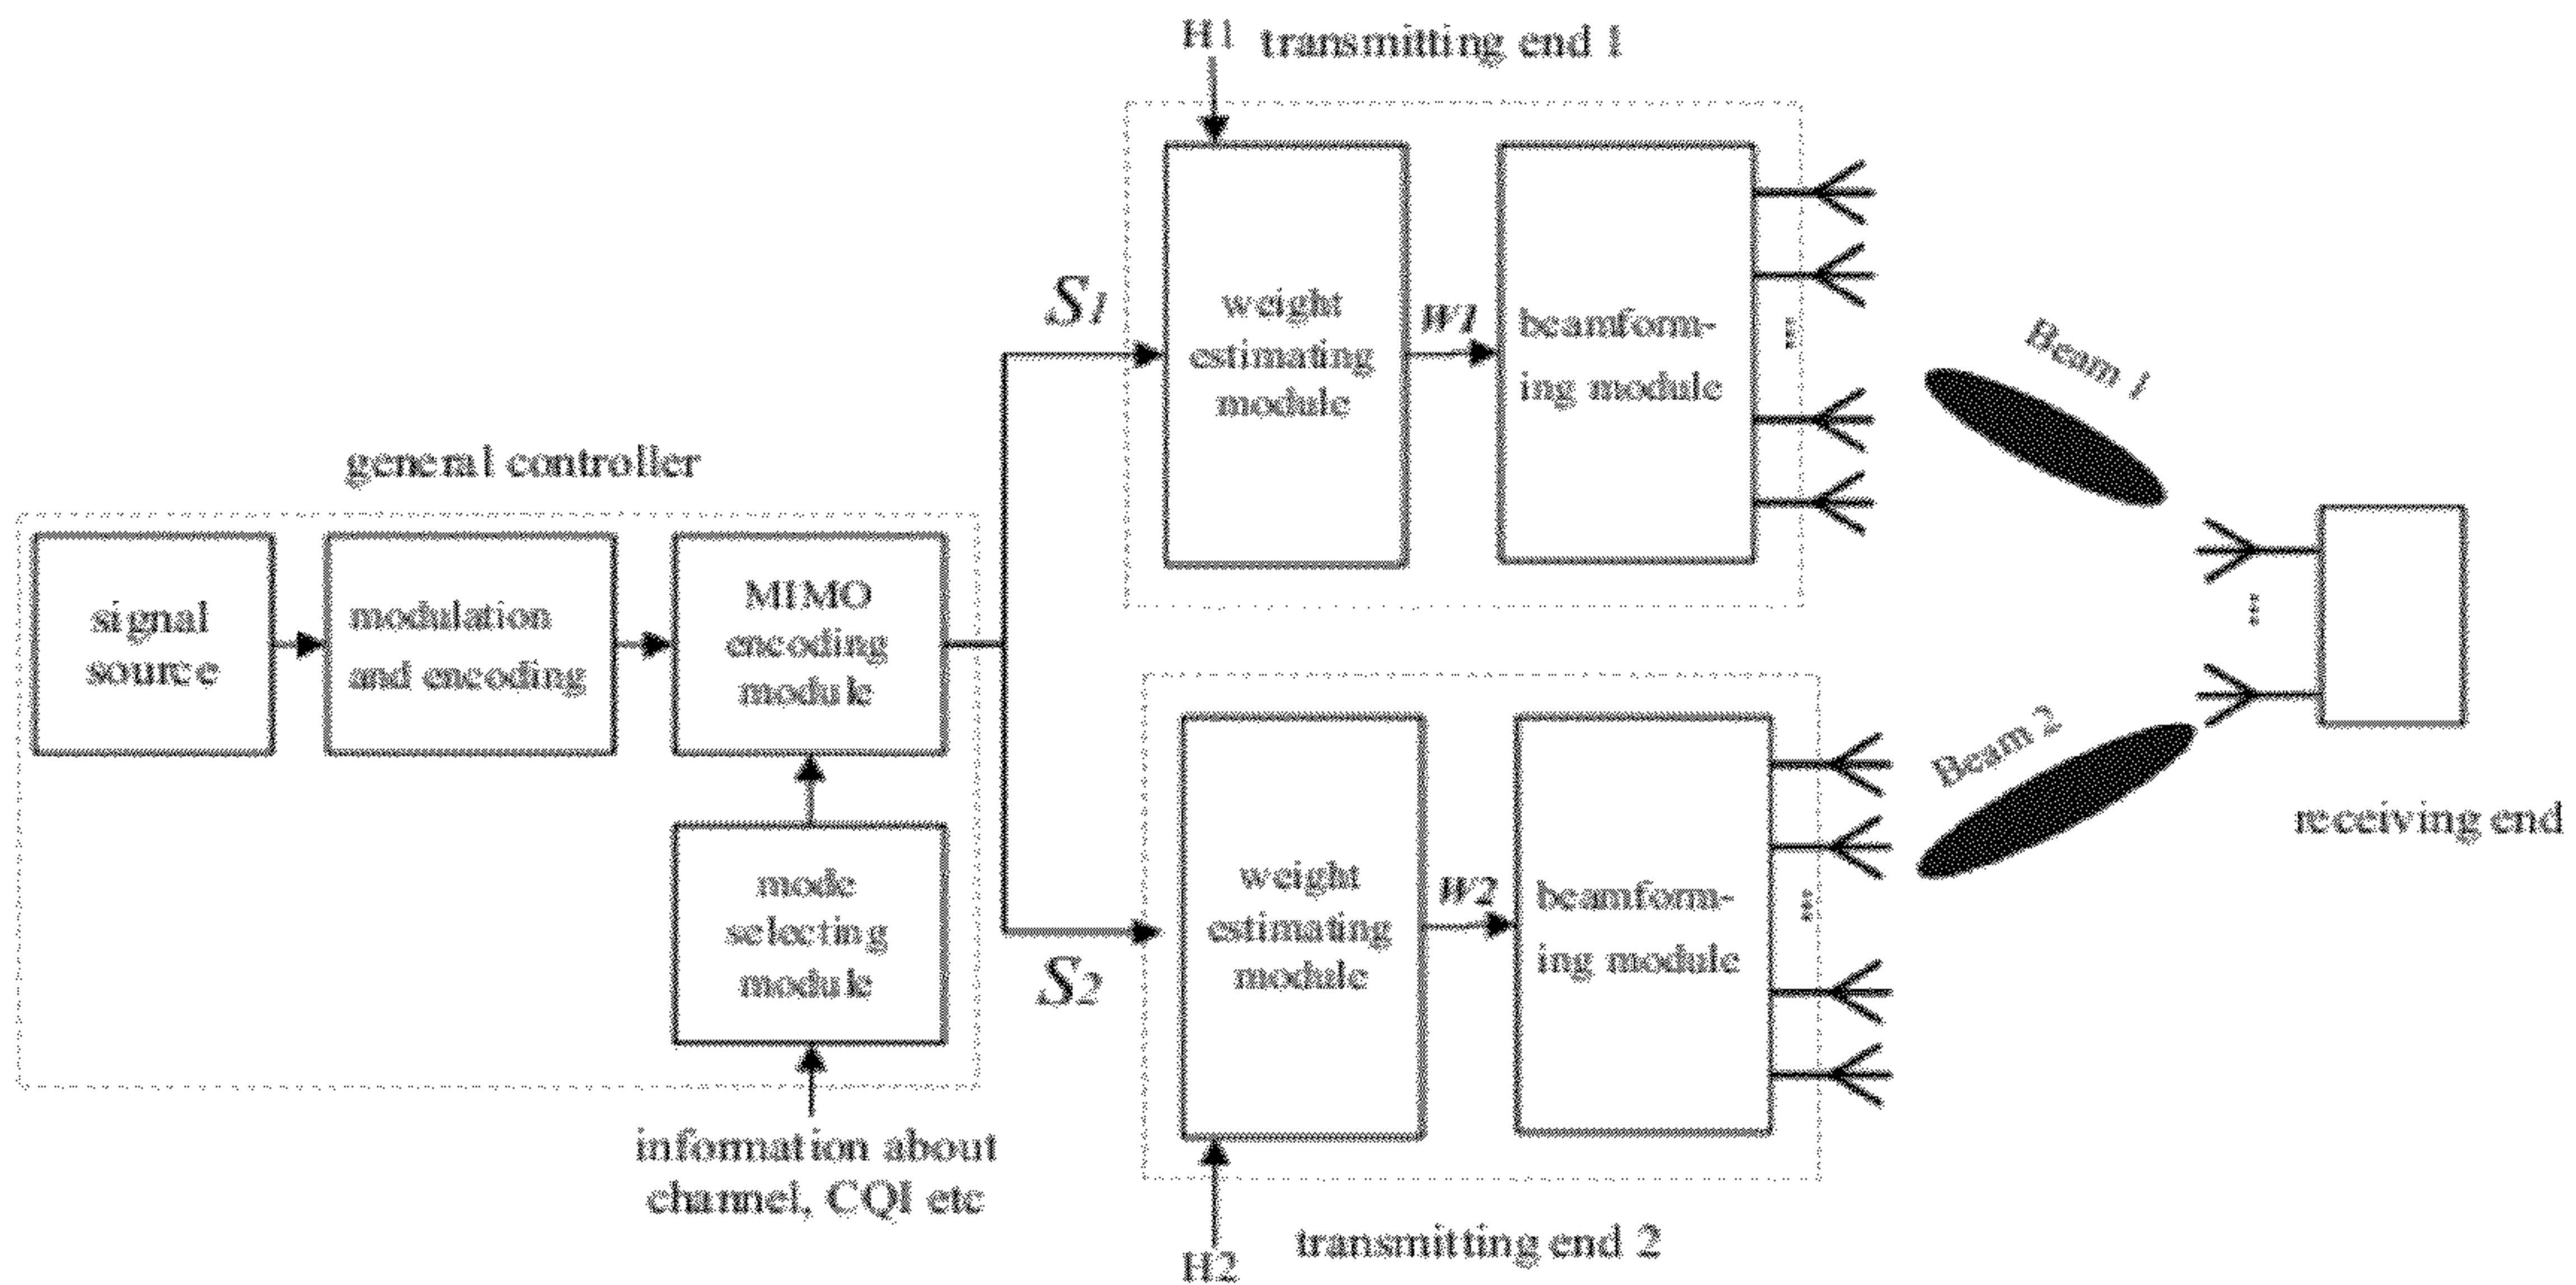 H1
transmitting end 1
S1
weight
estimating
module
W1
beamform-
ing module
...
Beam 1
general controller
signal
source
modulation
and encoding
MIMO
encoding
module
mode
selecting
module
information about
channel, CQI etc
S2
weight
estimating
module
W2
beamform-
ing module
...
Beam 2
...
receiving end
H2
transmitting end 2